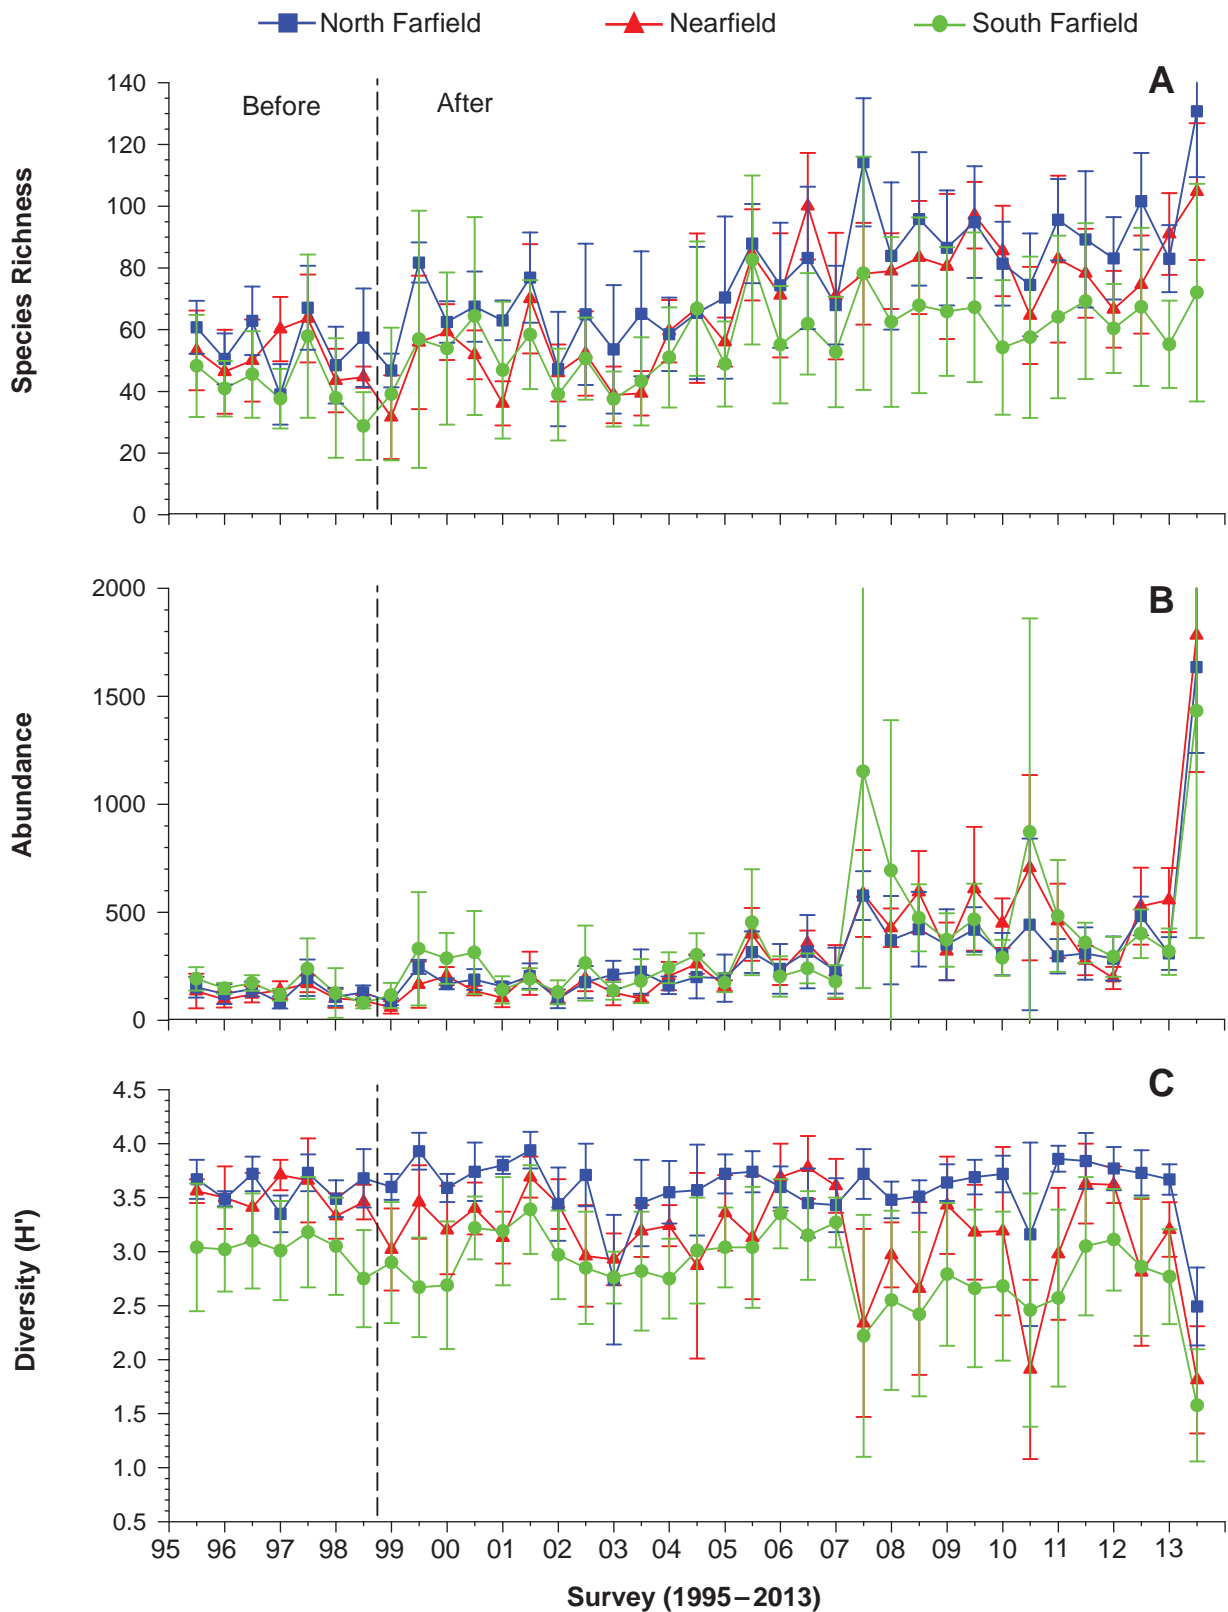 North Farfield Nearfield South Farfield
A
Before After
Species Richness
140
120
100
80
60
40
20
0
B
Abundance
2000
1500
1000
500
0
C
Diversity (H')
4.5
4.0
3.5
3.0
2.5
2.0
1.5
1.0
0.5
95 96 97 98 99 00 01 02 03 04 05 06 07 08 09 10 11 12 13
Survey (1995–2013)